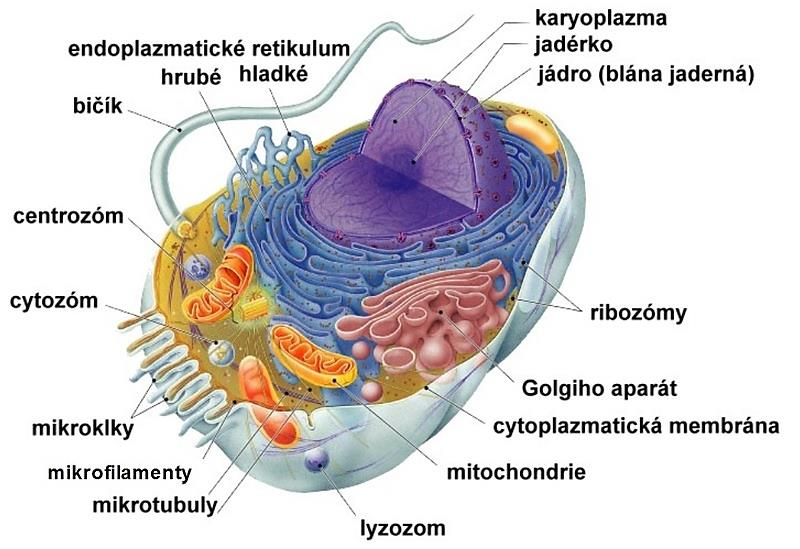 karyoplazma
jadérko
jádro (blána jaderná)
endoplazmatické retikulum
hrubé hladké
bičík
centrozóm
cytozóm
ribozómy
Golgiho aparát
cytoplazmatická membrána
mikroklky
mikrofilamenty
mitochondrie
mikrotubuly
lyzozom